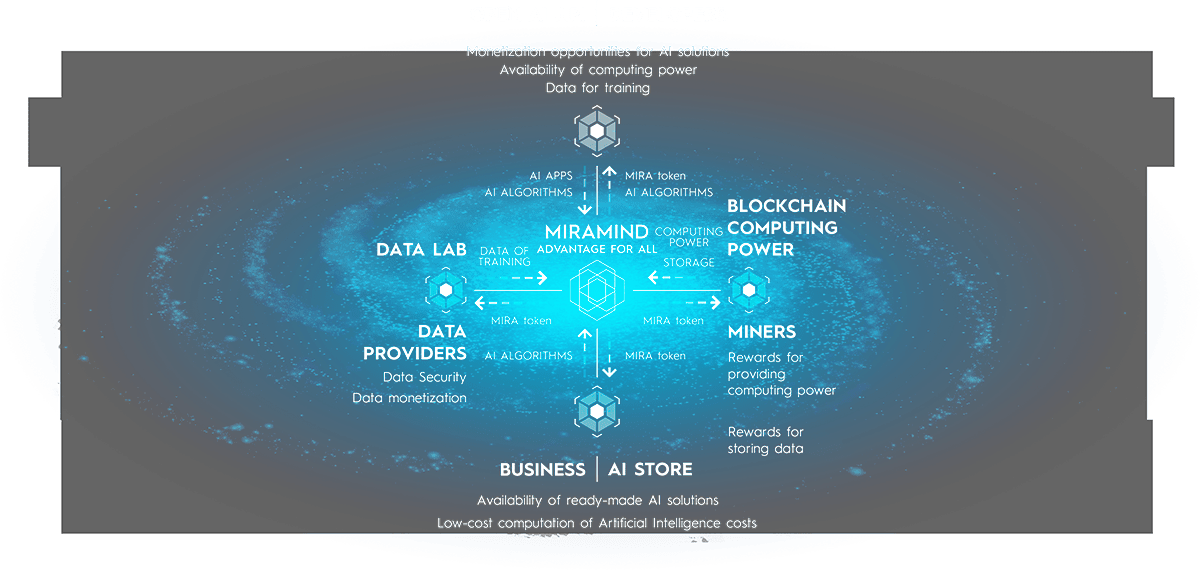 Monetization opportunities for AI solutions
Availability of computing power
Data for training
AI APPS
AI ALGORITHMS
MIRA token
AI ALGORITHMS
MIRAMIND
ADVANTAGE FOR ALL
DATA LAB
DATA OF
TRAINING
MIRA token
DATA
PROVIDERS
Data Security
Data monetization
COMPUTING
POWER
STORAGE
MIRA token
BLOCKCHAIN
COMPUTING
POWER
MINERS
Rewards for
providing
computing power
Rewards for
storing data
AI ALGORITHMS
MIRA token
BUSINESS | AI STORE
Availability of ready-made AI solutions
Low-cost computation of Artificial Intelligence costs